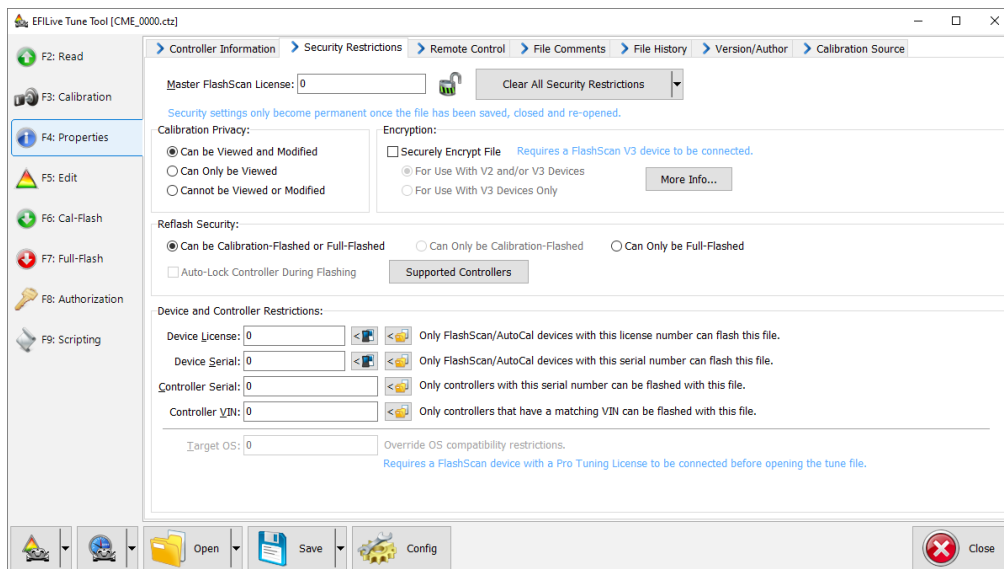 EFILive Tune Tool [CME_0000.ctz]
F2: Read
F3: Calibration
F4: Properties
F5: Edit
F6: Cal-Flash
F7: Full-Flash
F8: Authorization
F9: Scripting
Controller Information
Security Restrictions
Remote Control
File Comments
File History
Version/Author
Calibration Source
Master FlashScan License: 0
Clear All Security Restrictions
Security settings only become permanent once the file has been saved, closed and re-opened.
Calibration Privacy:
Can be Viewed and Modified
Can Only be Viewed
Cannot be Viewed or Modified
Encryption:
Securely Encrypt File Requires a FlashScan V3 device to be connected.
For Use With V2 and/or V3 Devices
For Use With V3 Devices Only
More Info...
Reflash Security:
Can be Calibration-Flashed or Full-Flashed Can Only be Calibration-Flashed Can Only be Full-Flashed
Auto-Lock Controller During Flashing Supported Controllers
Device and Controller Restrictions:
Device License: 0 < < Only FlashScan/AutoCal devices with this license number can flash this file.
Device Serial: 0 < < Only FlashScan/AutoCal devices with this serial number can flash this file.
Controller Serial: 0 < Only controllers with this serial number can be flashed with this file.
Controller VIN: 0 < Only controllers that have a matching VIN can be flashed with this file.
Target OS: 0 Override OS compatibility restrictions.
Requires a FlashScan device with a Pro Tuning License to be connected before opening the tune file.
Open Save Config Close